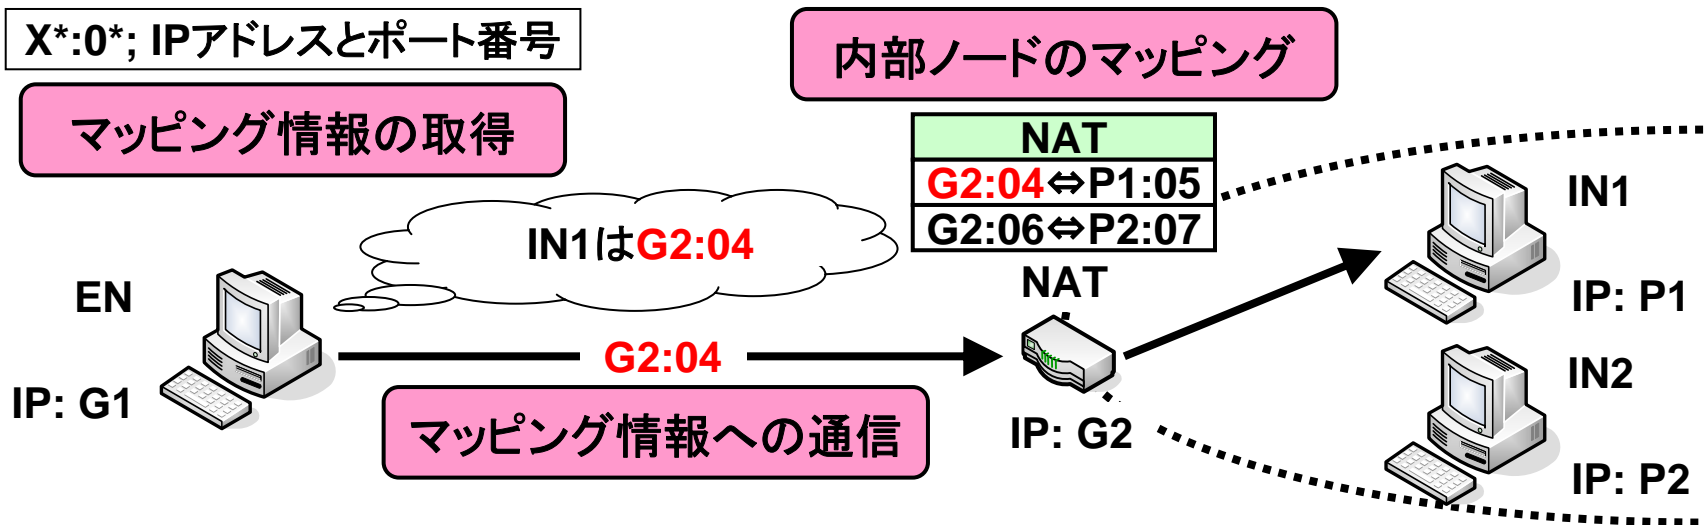 X*:0*; IPアドレスとポート番号
マッピング情報の取得
内部ノードのマッピング
NAT
G2:04⇔P1:05
G2:06⇔P2:07
IN1はG2:04
NAT
EN
IP: G1
G2:04
マッピング情報への通信
IP: G2
IN1
IP: P1
IN2
IP: P2